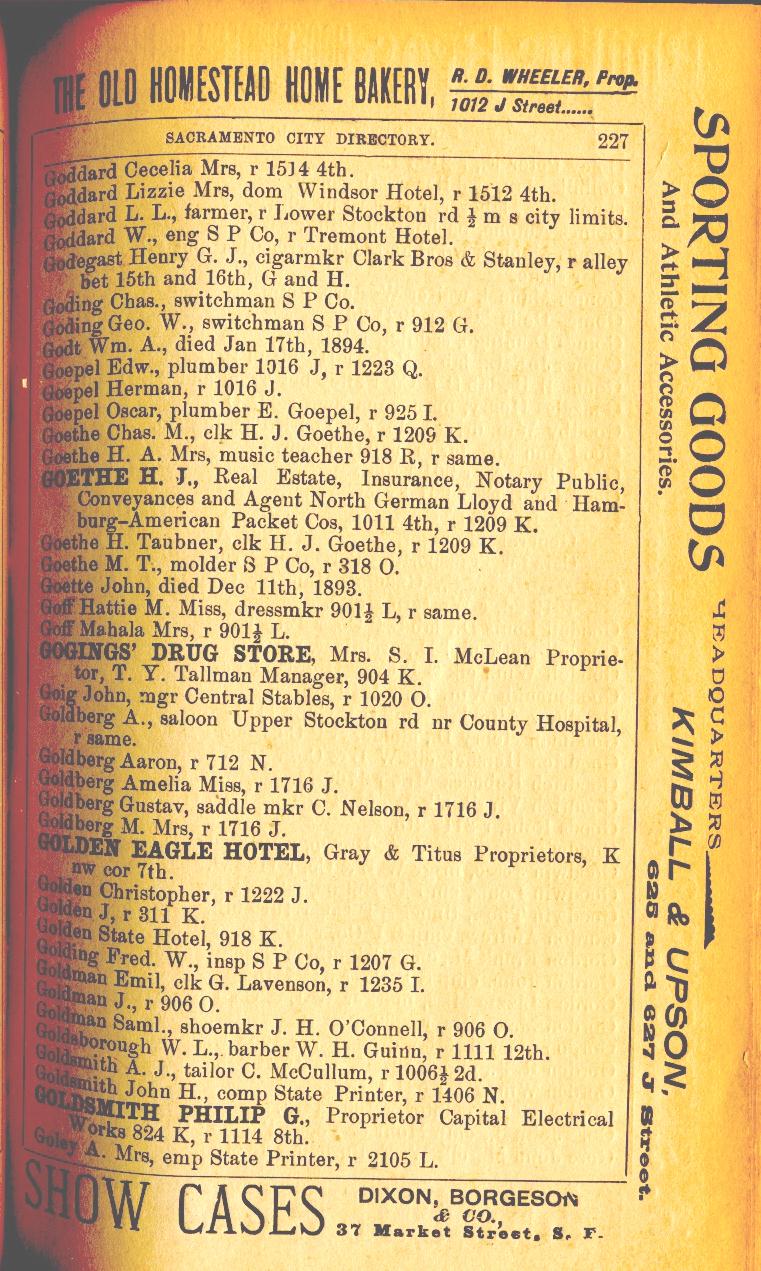 THE OLD HOMESTEAD HOME BAKERY, R. D. WHEELER, Prop.
1012 J Street......
SACRAMENTO CITY DIRECTORY. 227
Goddard Cecelia Mrs, r 1514 4th.
Goddard Lizzie Mrs, dom Windsor Hotel, r 1512 4th.
Goddard L. L., farmer, r Lower Stockton rd ½ m s city limits.
Goddard W., eng S P Co, r Tremont Hotel.
Godegast Henry G. J., cigarmkr Clark Bros & Stanley, r alley
bet 15th and 16th, G and H.
Goding Chas., switchman S P Co.
Goding Geo. W., switchman S P Co, r 912 G.
Godt Wm. A., died Jan 17th, 1894.
Goepel Edw., plumber 1016 J, r 1223 Q.
Goepel Herman, r 1016 J.
Goepel Oscar, plumber E. Goepel, r 925 I.
Goethe Chas. M., clk H. J. Goethe, r 1209 K.
Goethe H. A. Mrs, music teacher 918 R, r same.
GOETHE H. J., Real Estate, Insurance, Notary Public,
Conveyances and Agent North German Lloyd and Ham-
burg-American Packet Cos, 1011 4th, r 1209 K.
Goethe H. Taubner, clk H. J. Goethe, r 1209 K.
Goethe M. T., molder S P Co, r 318 O.
Goette John, died Dec 11th, 1893.
Goff Hattie M. Miss, dressmkr 901½ L, r same.
Goff Mahala Mrs, r 901½ L.
GOGINGS' DRUG STORE, Mrs. S. I. McLean Proprie-
tor, T. Y. Tallman Manager, 904 K.
Goig John, mgr Central Stables, r 1020 O.
Goldberg A., saloon Upper Stockton rd nr County Hospital,
r same.
Goldberg Aaron, r 712 N.
Goldberg Amelia Miss, r 1716 J.
Goldberg Gustav, saddle mkr C. Nelson, r 1716 J.
Goldberg M. Mrs, r 1716 J.
GOLDEN EAGLE HOTEL, Gray & Titus Proprietors, K
nw cor 7th.
Golden Christopher, r 1222 J.
Golden J, r 311 K.
Golden State Hotel, 918 K.
Golding Fred. W., insp S P Co, r 1207 G.
Goldman Emil, clk G. Lavenson, r 1235 I.
Goldman J., r 906 O.
Goldman Saml., shoemkr J. H. O'Connell, r 906 O.
Goldsborough W. L., barber W. H. Guinn, r 1111 12th.
Goldsmith A. J., tailor C. McCullum, r 1006½ 2d.
Goldsmith John H., comp State Printer, r 1406 N.
GOLDSMITH PHILIP G., Proprietor Capital Electrical
Works 824 K, r 1114 8th.
Goley A. Mrs, emp State Printer, r 2105 L.
SHOW CASES DIXON, BORGESON
& CO.,
37 Market Street, S. F.
SPORTING GOODS
And Athletic Accessories.
HEADQUARTERS
KIMBALL & UPSON,
625 and 627 J Street.